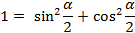 1 = sin² α/2 + cos² α/2